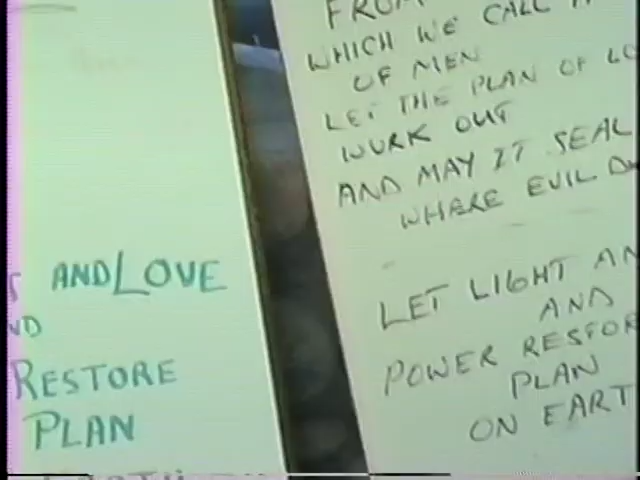 AND LOVE
RESTORE
PLAN
FROM
WHICH WE CALL
OF MEN
LET THE PLAN OF LO
WORK OUT
AND MAY IT SEAL
WHERE EVIL
LET LIGHT AN
AND
POWER RESTOR
PLAN
ON EART